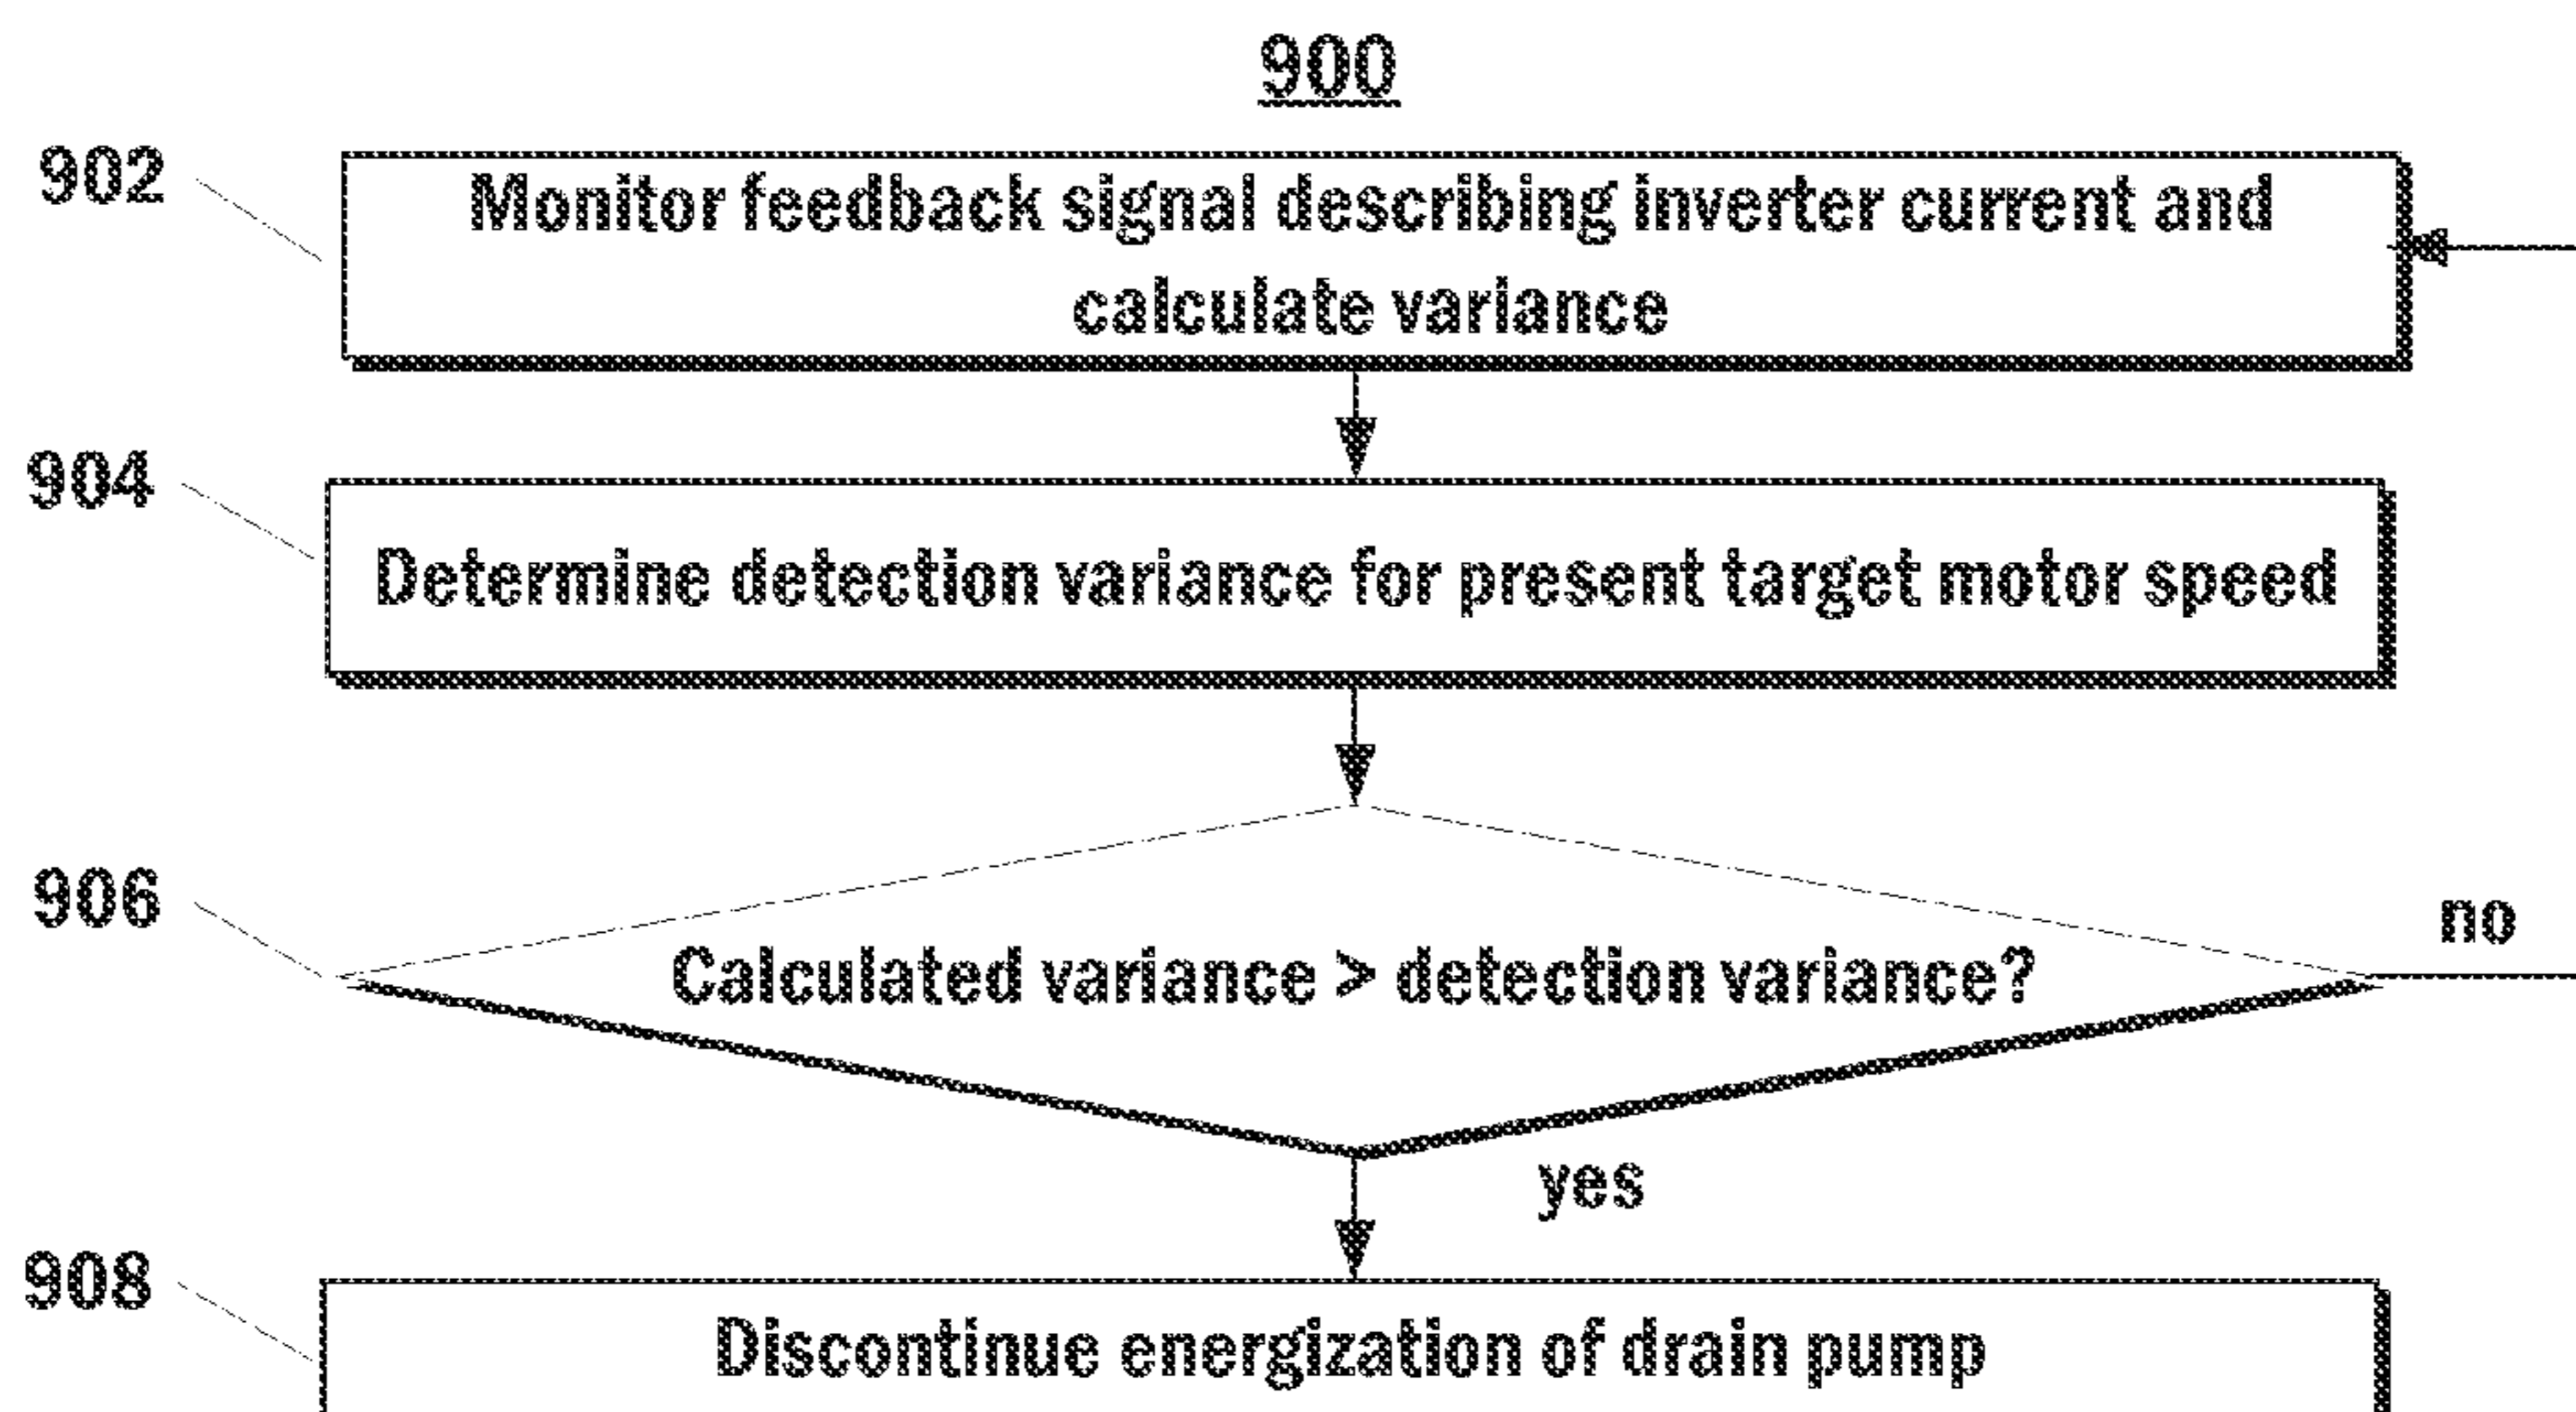 900
902
Monitor feedback signal describing inverter current and
calculate variance
904
Determine detection variance for present target motor speed
906
Calculated variance > detection variance?
no
yes
908
Discontinue energization of drain pump